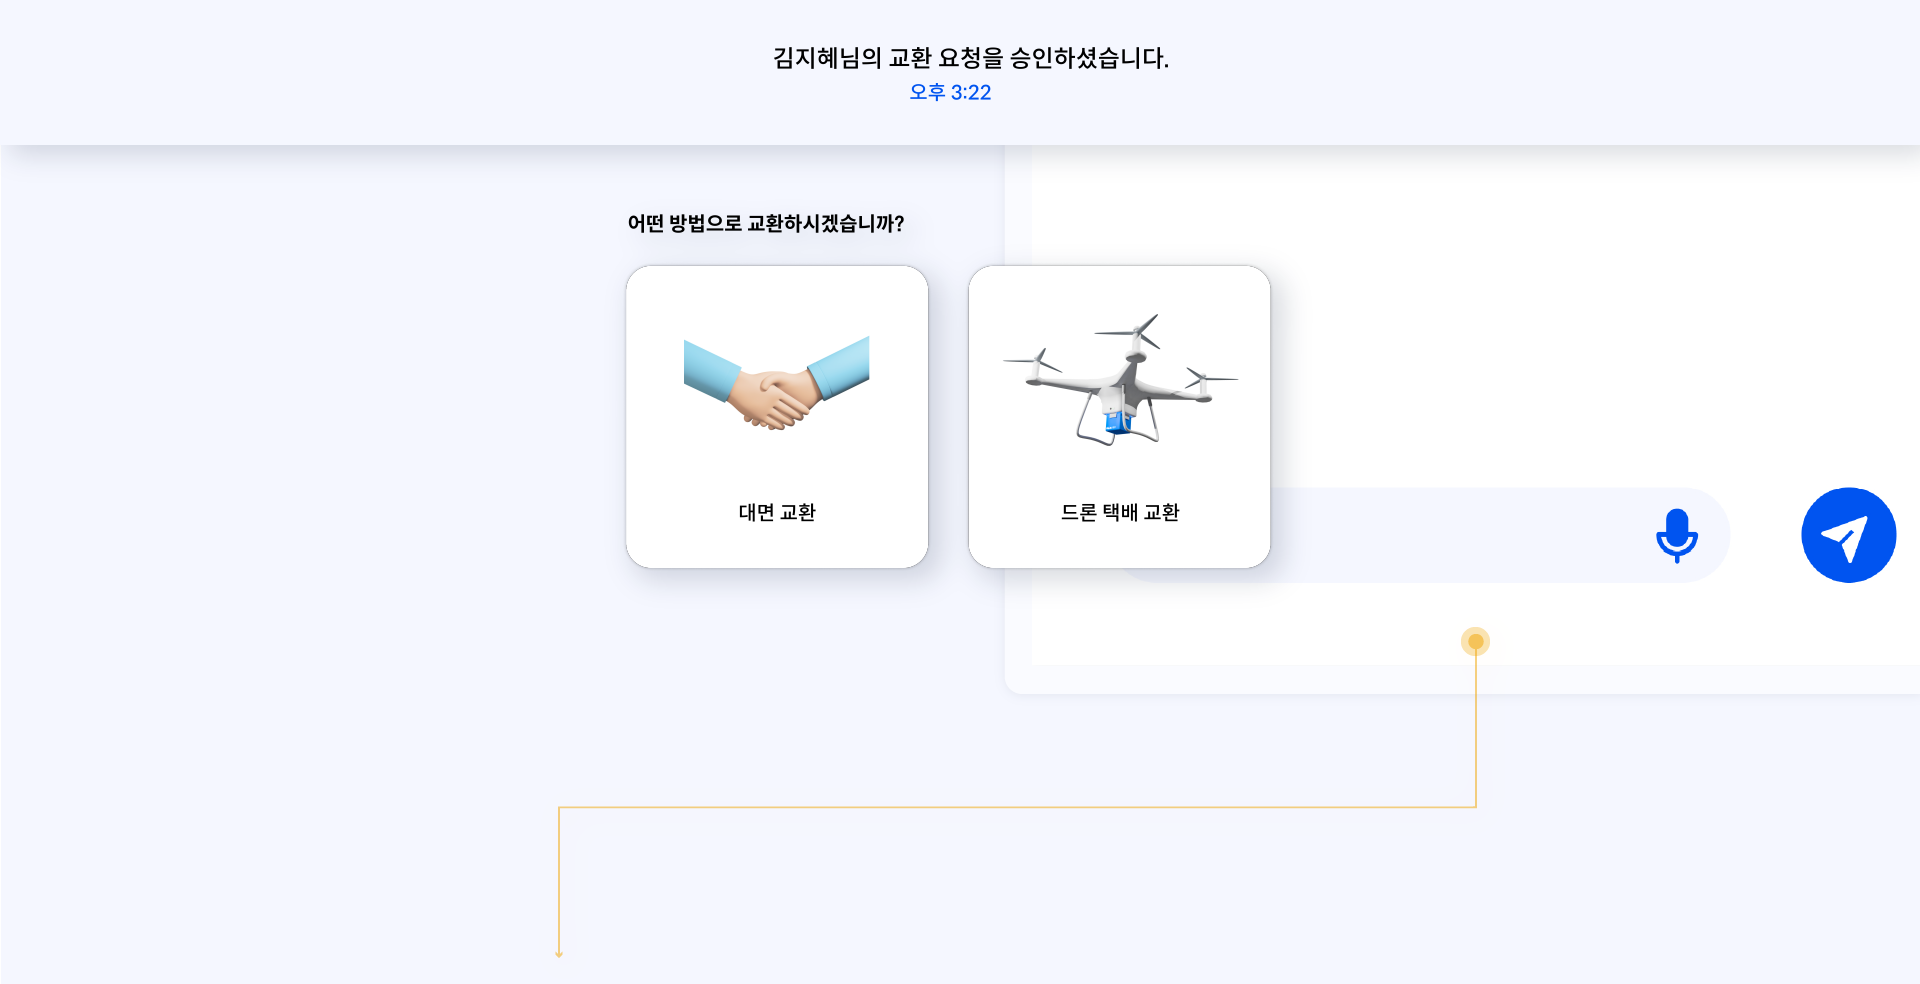 김지혜님의 교환 요청을 승인하셨습니다.
오후 3:22
어떤 방법으로 교환하시겠습니까?
대면 교환
드론 택배 교환